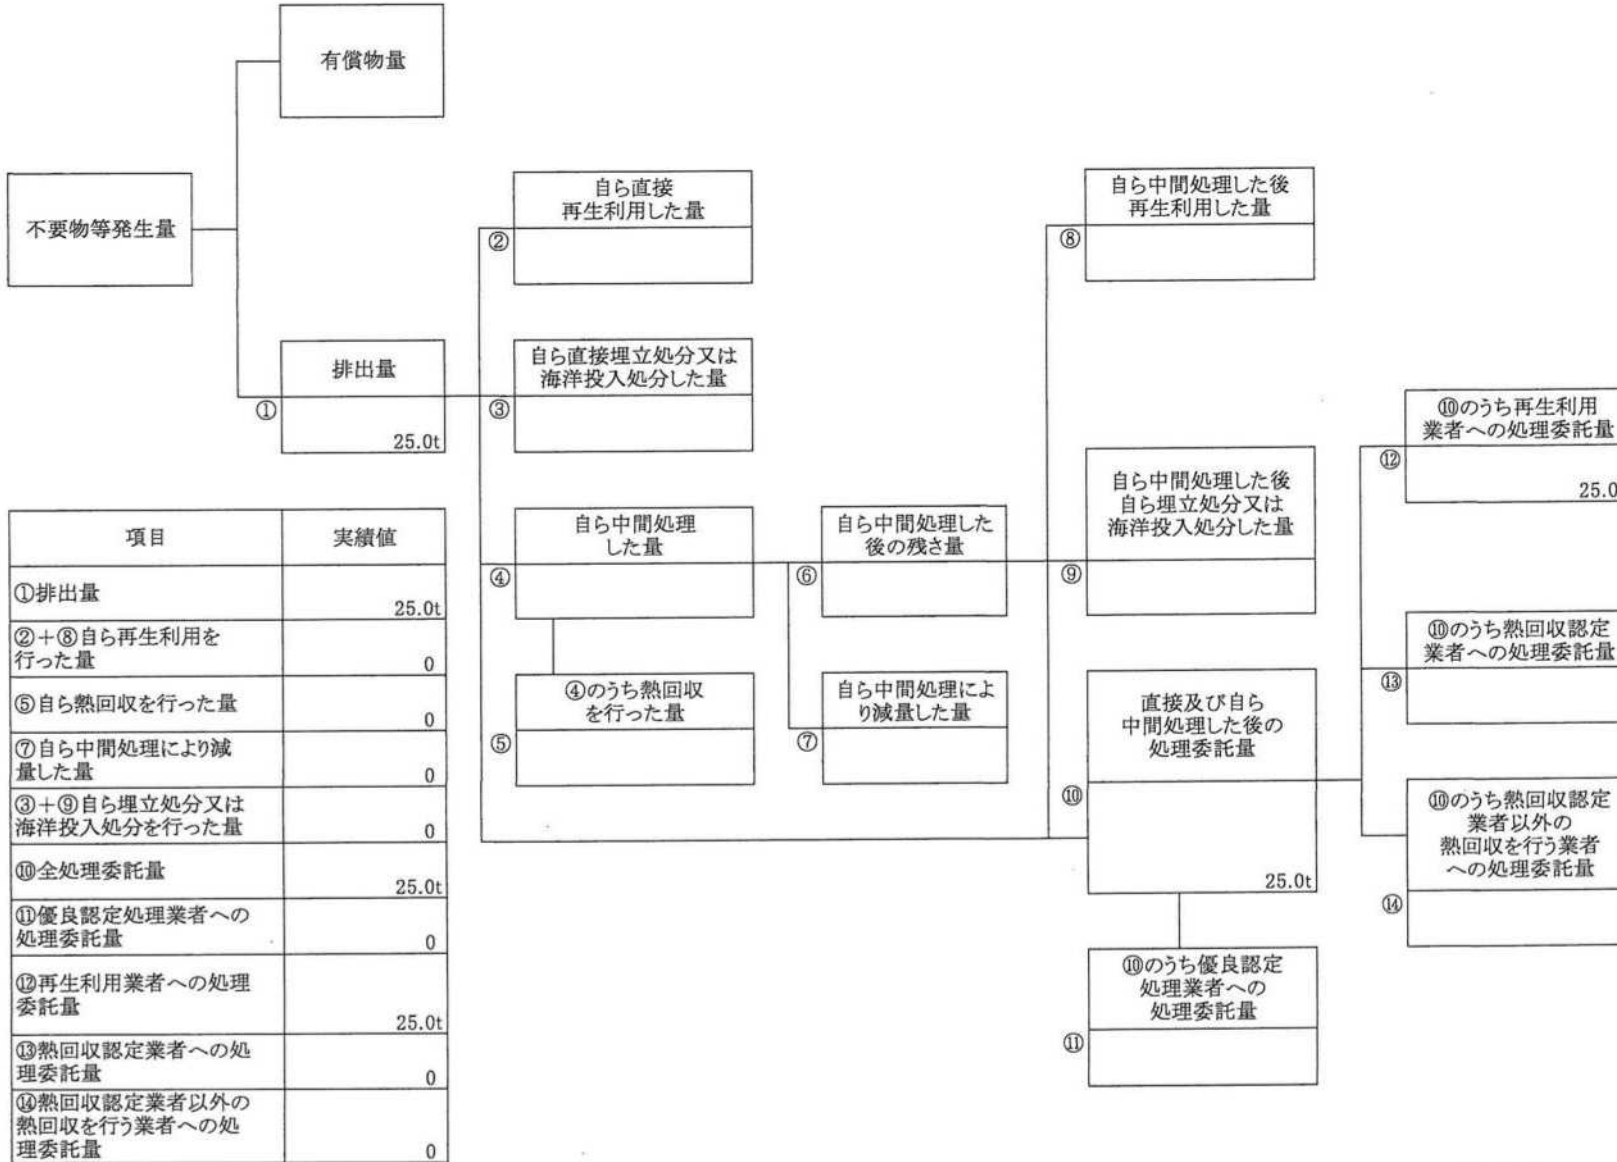 有償物量
不要物等発生量
排出量
①
25.0t
自ら直接
再生利用した量
②
自ら直接埋立処分又は
海洋投入処分した量
③
自ら中間処理
した量
④
④のうち熱回収
を行った量
⑤
自ら中間処理した
後の残さ量
⑥
自ら中間処理によ
り減量した量
⑦
自ら中間処理した後
再生利用した量
⑧
自ら中間処理した後
自ら埋立処分又は
海洋投入処分した量
⑨
直接及び自ら
中間処理した後の
処理委託量
⑩
25.0t
⑩のうち優良認定
処理業者への
処理委託量
⑪
⑩のうち再生利用
業者への処理委託量
⑫
25.0
⑩のうち熱回収認定
業者への処理委託量
⑬
⑩のうち熱回収認定
業者以外の
熱回収を行う業者
への処理委託量
⑭
項目 実績値
①排出量
25.0t
②+⑧自ら再生利用を
行った量 0
⑤自ら熱回収を行った量
0
⑦自ら中間処理により減
量した量 0
③+⑨自ら埋立処分又は
海洋投入処分を行った量 0
⑩全処理委託量
25.0t
⑪優良認定処理業者への
処理委託量 0
⑫再生利用業者への処理
委託量
25.0t
⑬熱回収認定業者への処
理委託量 0
⑭熱回収認定業者以外の
熱回収を行う業者への処
理委託量 0